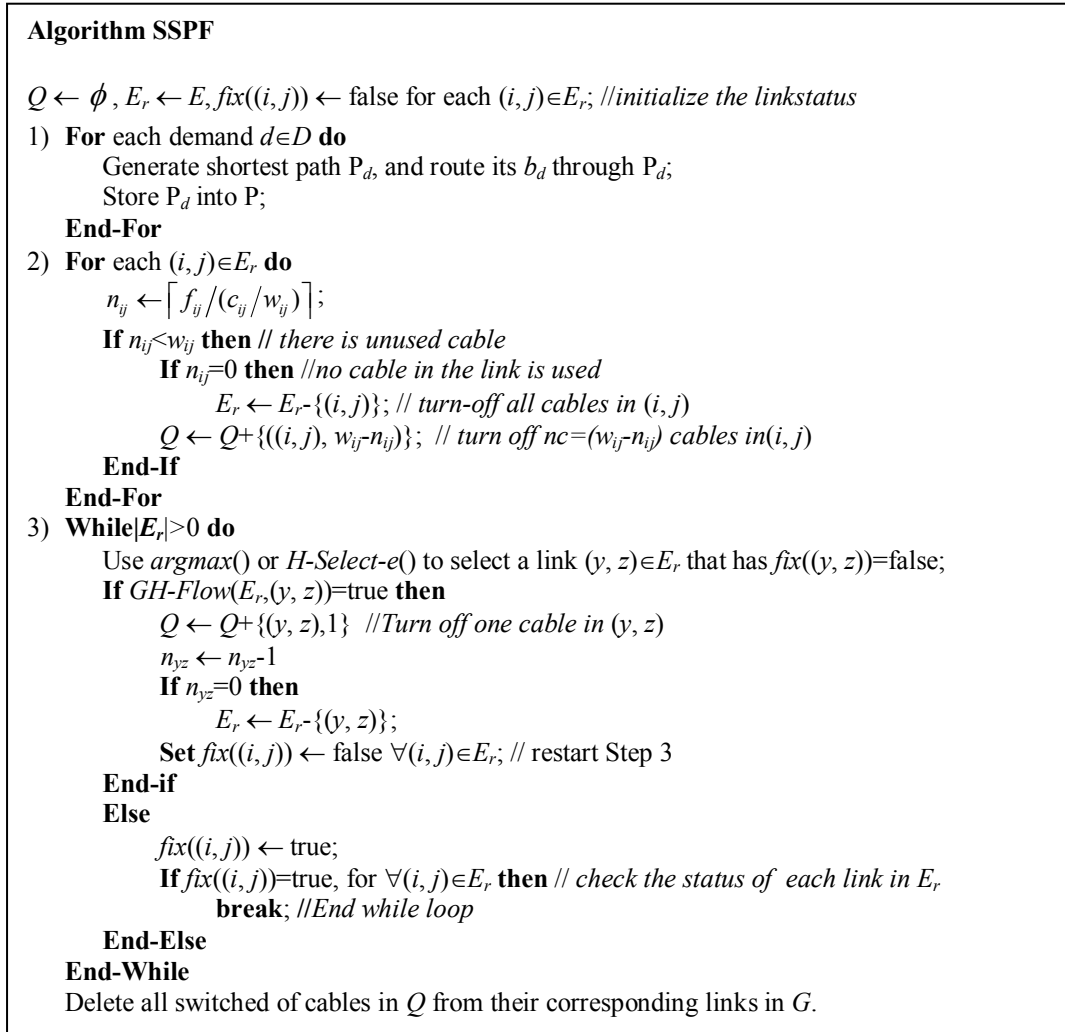 Algorithm SSPF
Q ← ϕ , E_r ← E, fix((i, j)) ← false for each (i, j)∈E_r; //initialize the linkstatus
1) For each demand d∈D do
Generate shortest path P_d, and route its b_d through P_d;
Store P_d into P;
End-For
2) For each (i, j)∈E_r do
n_ij ← ⌈ f_ij /(c_ij /w_ij) ⌉ ;
If n_ij<w_ij then // there is unused cable
If n_ij=0 then //no cable in the link is used
E_r ← E_r-{(i, j)}; // turn-off all cables in (i, j)
Q ← Q+{((i, j), w_ij-n_ij)}; // turn off nc=(w_ij-n_ij) cables in(i, j)
End-If
End-For
3) While|E_r|>0 do
Use argmax() or H-Select-e() to select a link (y, z)∈E_r that has fix((y, z))=false;
If GH-Flow(E_r,(y, z))=true then
Q ← Q+{(y, z),1} //Turn off one cable in (y, z)
n_yz ← n_yz-1
If n_yz=0 then
E_r ← E_r-{(y, z)};
Set fix((i, j)) ← false ∀(i, j)∈E_r; // restart Step 3
End-if
Else
fix((i, j)) ← true;
If fix((i, j))=true, for ∀(i, j)∈E_r then // check the status of each link in E_r
break; //End while loop
End-Else
End-While
Delete all switched of cables in Q from their corresponding links in G.